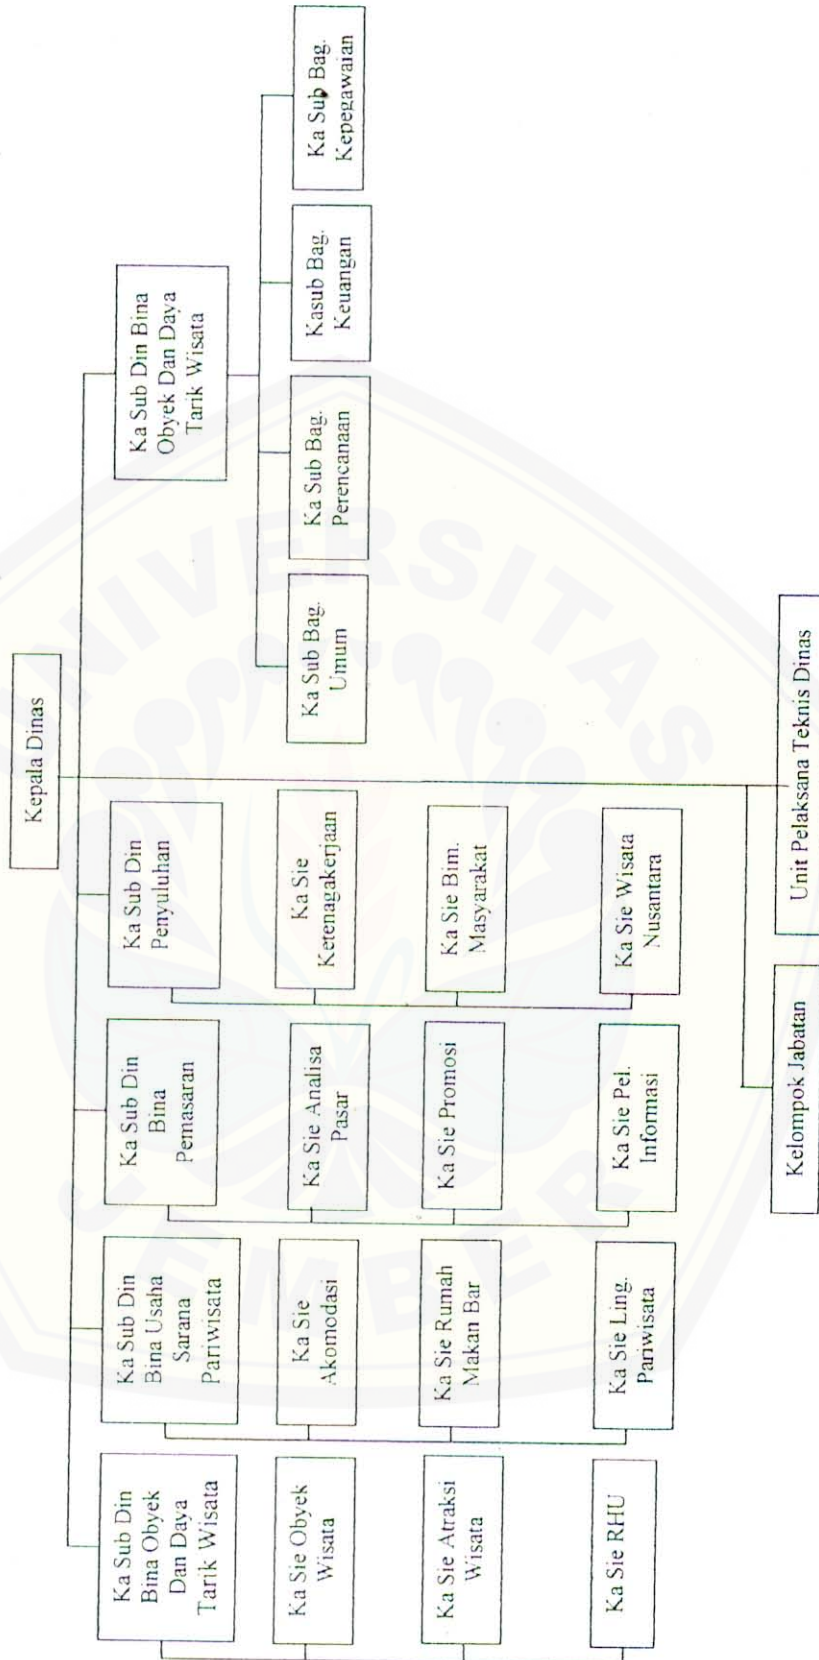 Kepala Dinas
Ka Sub Din
Bina Obyek
Dan Daya
Tarik Wisata
Ka Sub Din
Bina Usaha
Sarana
Pariwisata
Ka Sub Din
Bina
Pemasaran
Ka Sub Din
Penyuluhan
Ka Sub Din Bina
Obyek Dan Daya
Tarik Wisata
Ka Sie Obyek
Wisata
Ka Sie
Akomodasi
Ka Sie Analisa
Pasar
Ka Sie
Ketenagakerjaan
Ka Sub Bag.
Umum
Ka Sub Bag.
Perencanaan
Kasub Bag.
Keuangan
Ka Sub Bag.
Kepegawaian
Ka Sie Atraksi
Wisata
Ka Sie Rumah
Makan Bar
Ka Sie Promosi
Ka Sie Bim.
Masyarakat
Ka Sie RHU
Ka Sie Ling.
Pariwisata
Ka Sie Pel.
Informasi
Ka Sie Wisata
Nusantara
Kelompok Jabatan
Unit Pelaksana Teknis Dinas
UNIVERSITAS
JEMBER